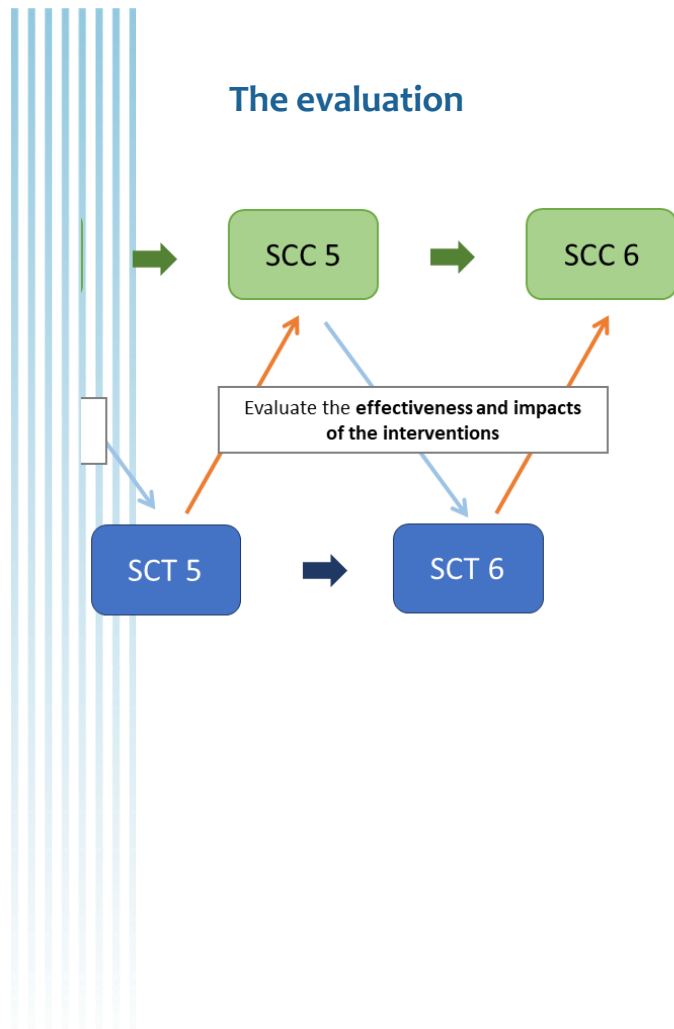 The evaluation
SCC 5
SCC 6
Evaluate the effectiveness and impacts
of the interventions
SCT 5
SCT 6